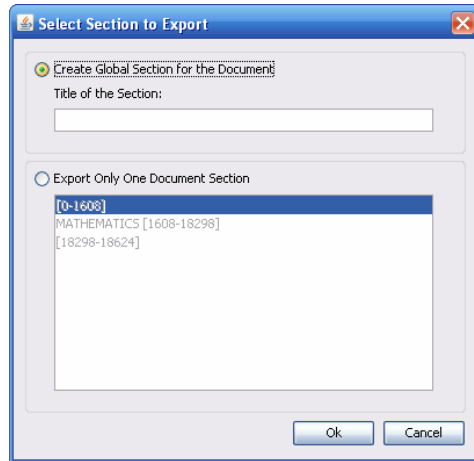 Select Section to Export
Create Global Section for the Document
Title of the Section:
Export Only One Document Section
[0-1608]
MATHEMATICS [1608-18298]
[18298-18624]
Ok Cancel